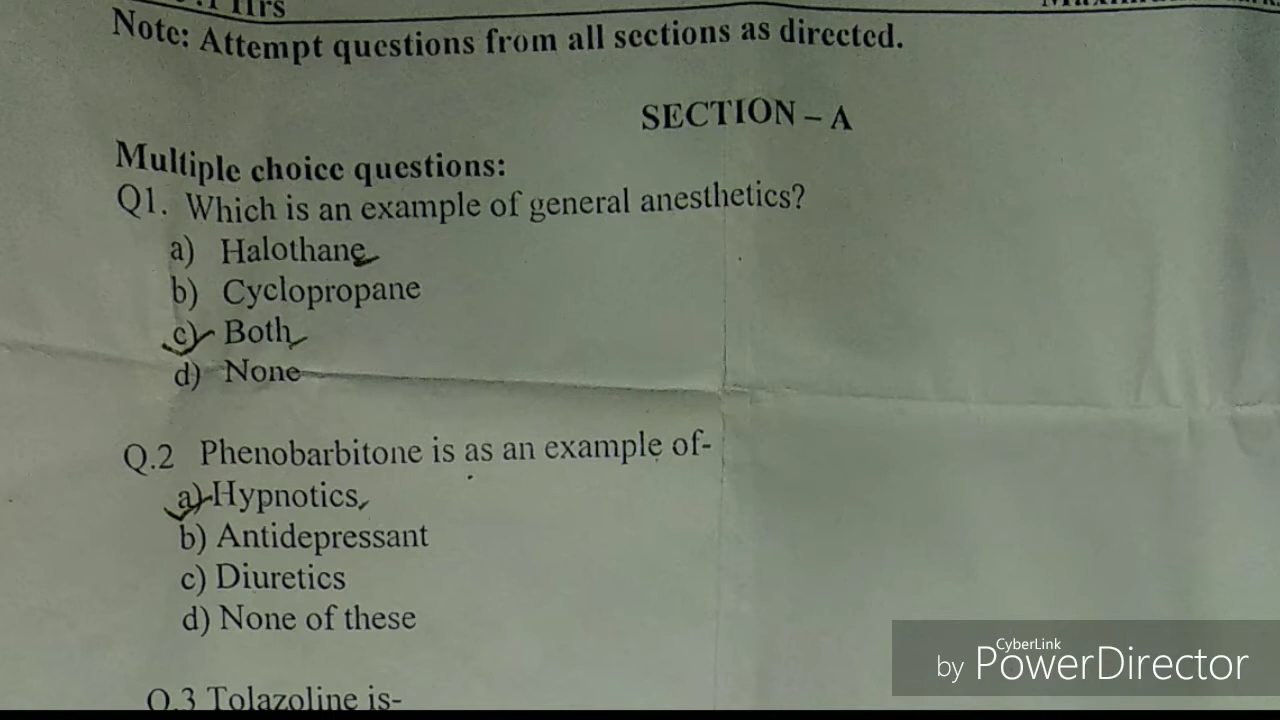 Hrs
Note: Attempt questions from all sections as directed.
SECTION – A
Multiple choice questions:
Q1. Which is an example of general anesthetics?
a) Halothane
b) Cyclopropane
c) Both
d) None
Q.2 Phenobarbitone is as an example of-
a) Hypnotics
b) Antidepressant
c) Diuretics
d) None of these
Q.3 Tolazoline is-
CyberLink
by PowerDirector